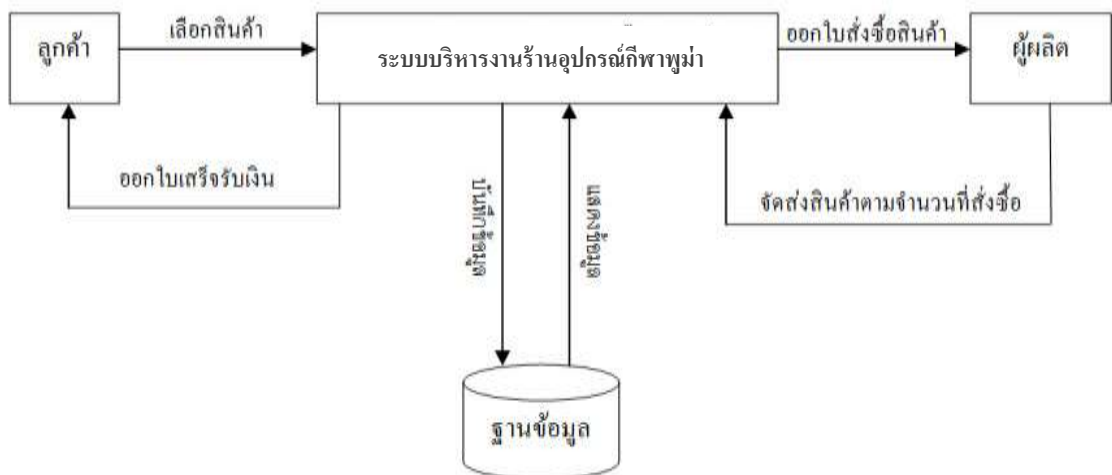 ลูกค้า
เลือกสินค้า
ระบบบริหารงานร้านอุปกรณ์กีฬาพูม่า
ออกใบสั่งซื้อสินค้า
ผู้ผลิต
ออกใบเสร็จรับเงิน
บันทึกข้อมูล
แสดงข้อมูล
จัดส่งสินค้าตามจำนวนที่สั่งซื้อ
ฐานข้อมูล